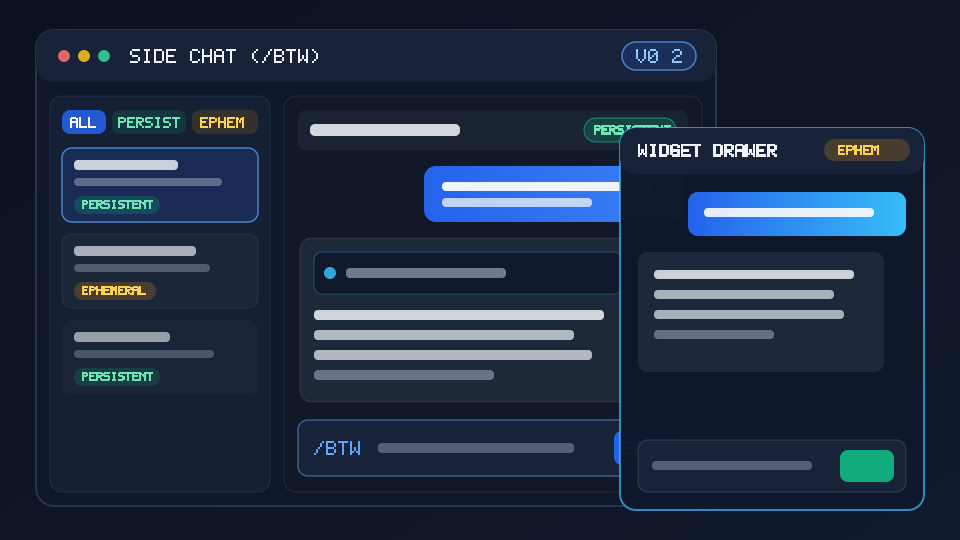 SIDE CHAT (/BTW)
V0 2
ALL
PERSIST
EPHEM
PERSISTENT
EPHEMERAL
PERSISTENT
/BTW
WIDGET DRAWER
EPHEM